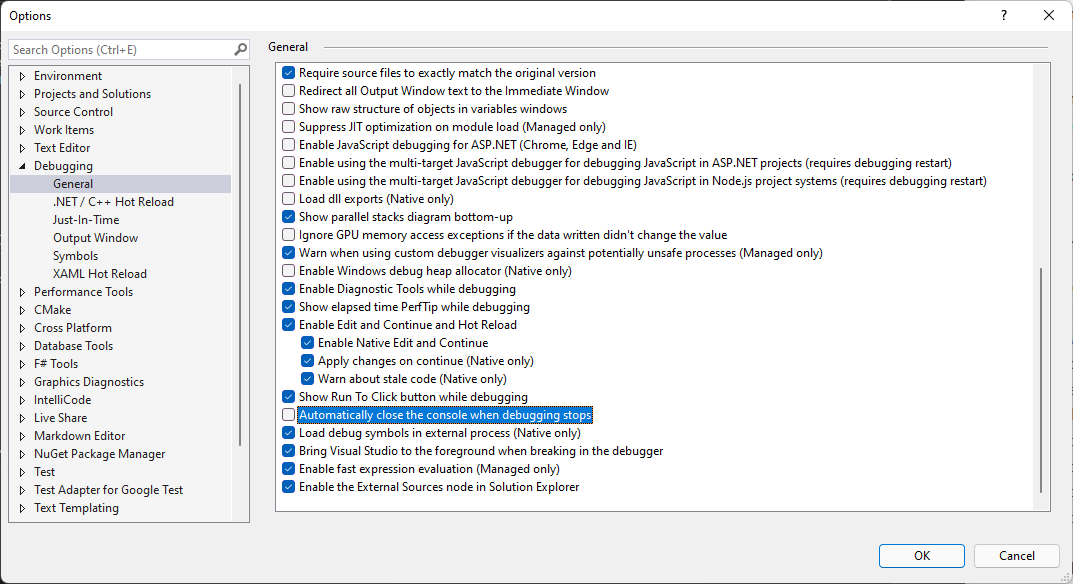 Options
?
Search Options (Ctrl+E)
Environment
Projects and Solutions
Source Control
Work Items
Text Editor
Debugging
General
.NET / C++ Hot Reload
Just-In-Time
Output Window
Symbols
XAML Hot Reload
Performance Tools
CMake
Cross Platform
Database Tools
F# Tools
Graphics Diagnostics
IntelliCode
Live Share
Markdown Editor
NuGet Package Manager
Test
Test Adapter for Google Test
Text Templating
General
Require source files to exactly match the original version
Redirect all Output Window text to the Immediate Window
Show raw structure of objects in variables windows
Suppress JIT optimization on module load (Managed only)
Enable JavaScript debugging for ASP.NET (Chrome, Edge and IE)
Enable using the multi-target JavaScript debugger for debugging JavaScript in ASP.NET projects (requires debugging restart)
Enable using the multi-target JavaScript debugger for debugging JavaScript in Node.js project systems (requires debugging restart)
Load dll exports (Native only)
Show parallel stacks diagram bottom-up
Ignore GPU memory access exceptions if the data written didn't change the value
Warn when using custom debugger visualizers against potentially unsafe processes (Managed only)
Enable Windows debug heap allocator (Native only)
Enable Diagnostic Tools while debugging
Show elapsed time PerfTip while debugging
Enable Edit and Continue and Hot Reload
Enable Native Edit and Continue
Apply changes on continue (Native only)
Warn about stale code (Native only)
Show Run To Click button while debugging
Automatically close the console when debugging stops
Load debug symbols in external process (Native only)
Bring Visual Studio to the foreground when breaking in the debugger
Enable fast expression evaluation (Managed only)
Enable the External Sources node in Solution Explorer
OK
Cancel